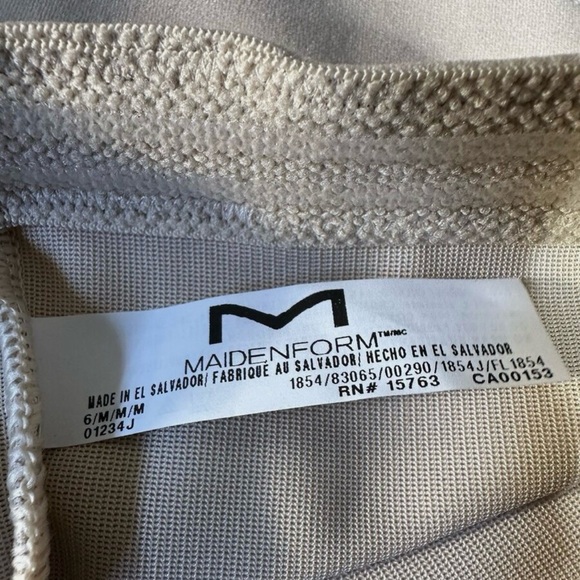 M
MAIDENFORM™/MC
MADE IN EL SALVADOR/ FABRIQUE AU SALVADOR/ HECHO EN EL SALVADOR
6/M/M/M 1854/83065/00290/1854J/FL1854
01234J RN# 15763 CA00153